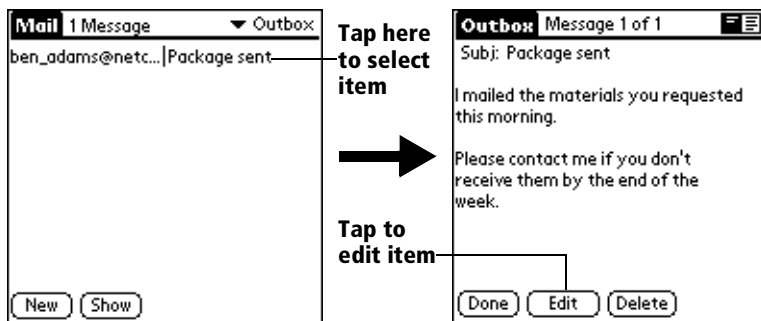 Mail 1 Message ▼ Outbox
ben_adams@netc...|Package sent
New Show
Tap here
to select
item
Tap to
edit item
Outbox Message 1 of 1
Subj: Package sent
I mailed the materials you requested
this morning.
Please contact me if you don't
receive them by the end of the
week.
Done Edit Delete